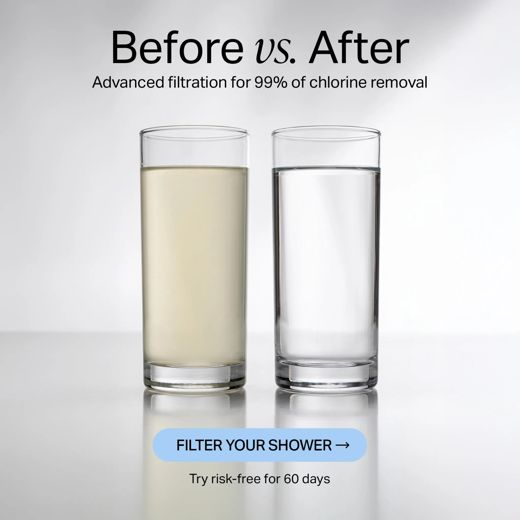 Before vs. After
Advanced filtration for 99% of chlorine removal
FILTER YOUR SHOWER →
Try risk-free for 60 days